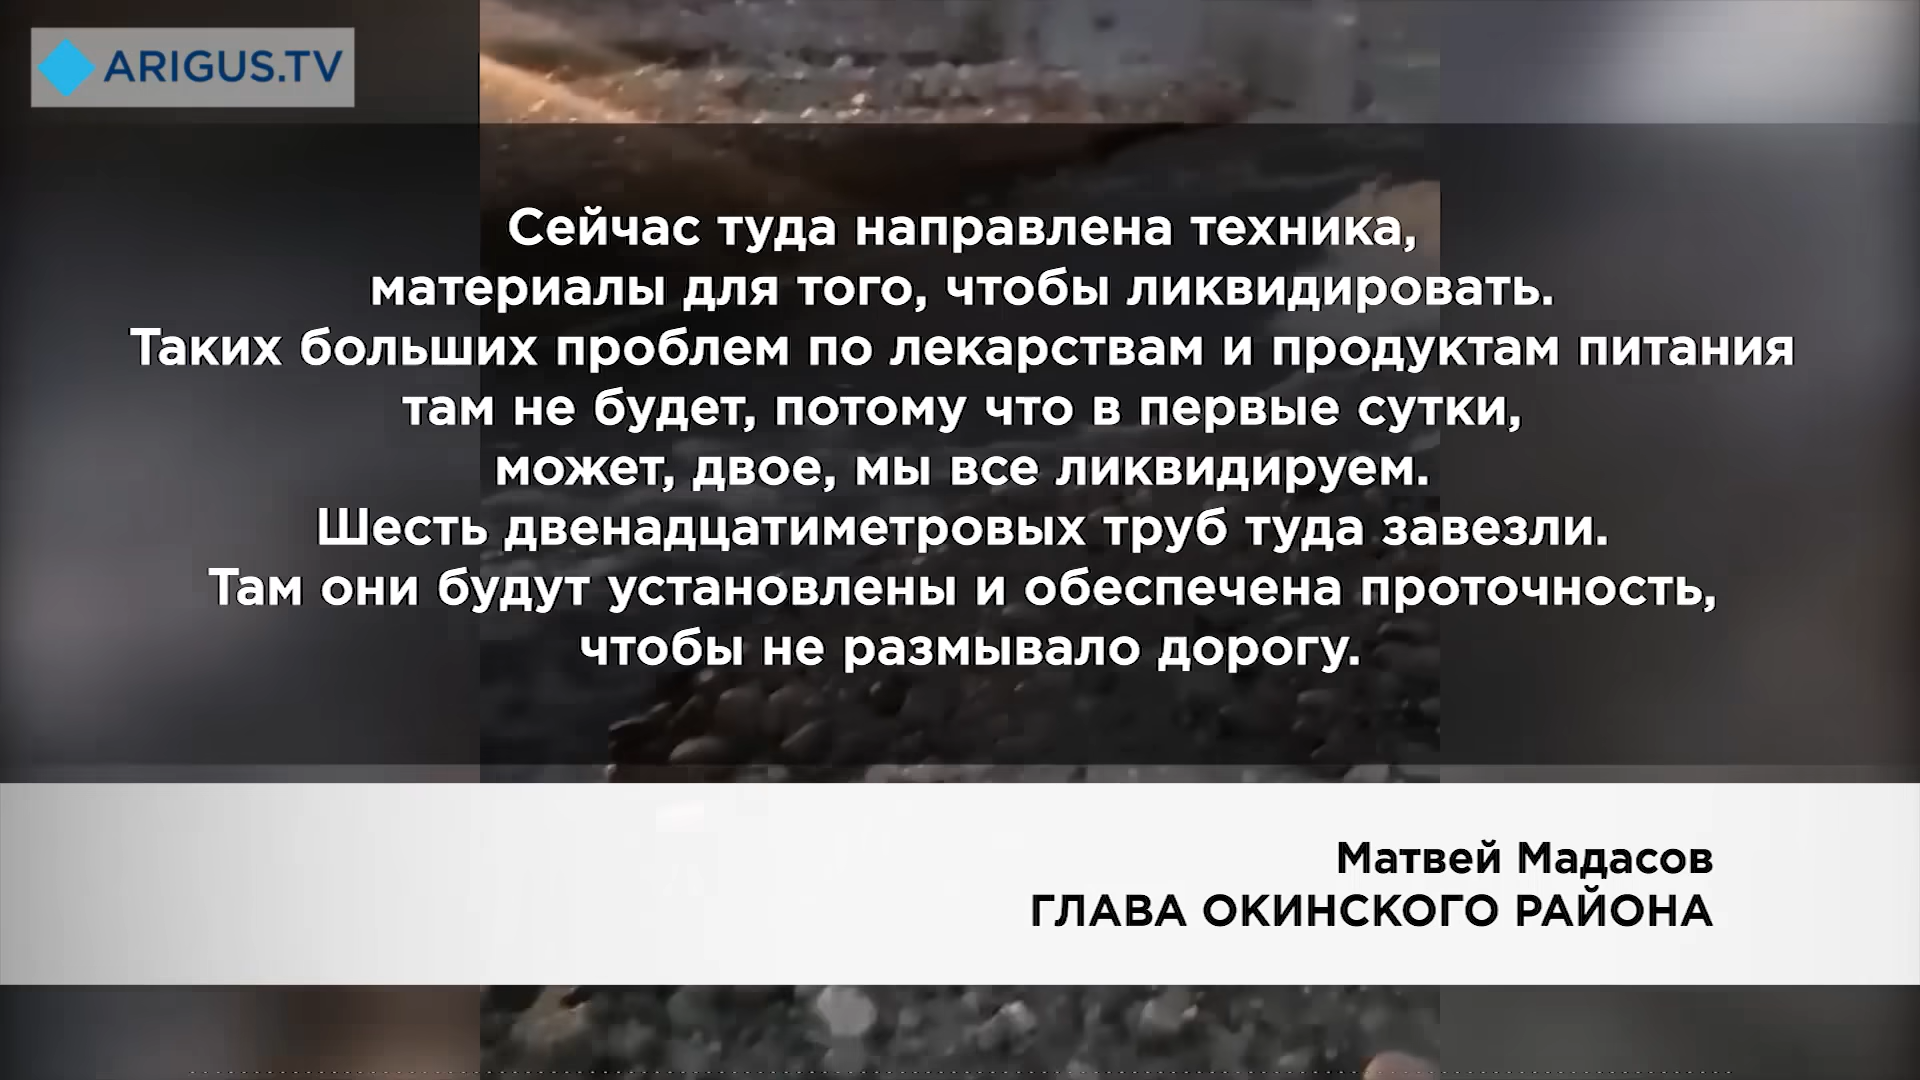 ARIGUS.TV
Сейчас туда направлена техника,
материалы для того, чтобы ликвидировать.
Таких больших проблем по лекарствам и продуктам питания
там не будет, потому что в первые сутки,
может, двое, мы все ликвидируем.
Шесть двенадцатиметровых труб туда завезли.
Там они будут установлены и обеспечена проточность,
чтобы не размывало дорогу.
Матвей Мадасов
ГЛАВА ОКИНСКОГО РАЙОНА